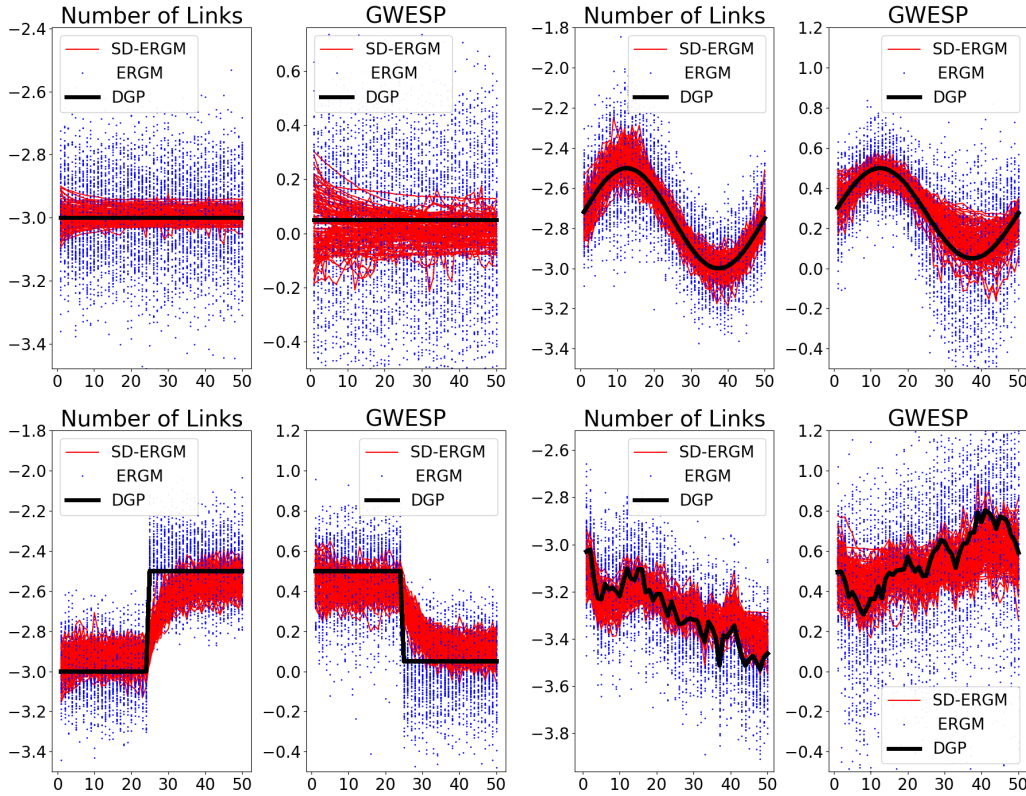 Number of Links
SD-ERGM
ERGM
DGP
−2.4
−2.6
−2.8
−3.0
−3.2
−3.4
0 10 20 30 40 50
GWESP
SD-ERGM
ERGM
DGP
0.6
0.4
0.2
0.0
−0.2
−0.4
0 10 20 30 40 50
Number of Links
SD-ERGM
ERGM
DGP
−1.8
−2.0
−2.2
−2.4
−2.6
−2.8
−3.0
−3.2
−3.4
0 10 20 30 40 50
GWESP
SD-ERGM
ERGM
DGP
1.2
1.0
0.8
0.6
0.4
0.2
0.0
−0.2
−0.4
0 10 20 30 40 50
Number of Links
SD-ERGM
ERGM
DGP
−1.8
−2.0
−2.2
−2.4
−2.6
−2.8
−3.0
−3.2
−3.4
0 10 20 30 40 50
GWESP
SD-ERGM
ERGM
DGP
1.2
1.0
0.8
0.6
0.4
0.2
0.0
−0.2
−0.4
0 10 20 30 40 50
Number of Links
SD-ERGM
ERGM
DGP
−2.6
−2.8
−3.0
−3.2
−3.4
−3.6
−3.8
0 10 20 30 40 50
GWESP
1.2
1.0
0.8
0.6
0.4
0.2
0.0
−0.2
−0.4
SD-ERGM
ERGM
DGP
0 10 20 30 40 50